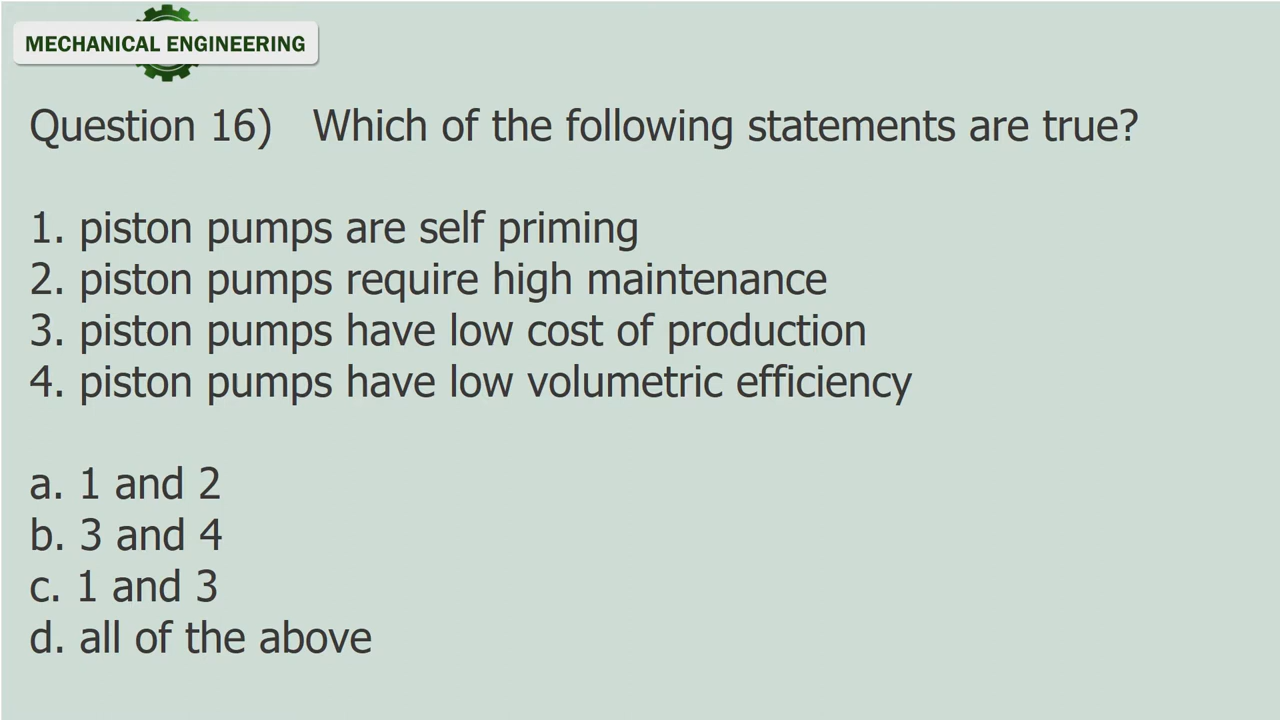 MECHANICAL ENGINEERING
Question 16) Which of the following statements are true?
1. piston pumps are self priming
2. piston pumps require high maintenance
3. piston pumps have low cost of production
4. piston pumps have low volumetric efficiency
a. 1 and 2
b. 3 and 4
c. 1 and 3
d. all of the above